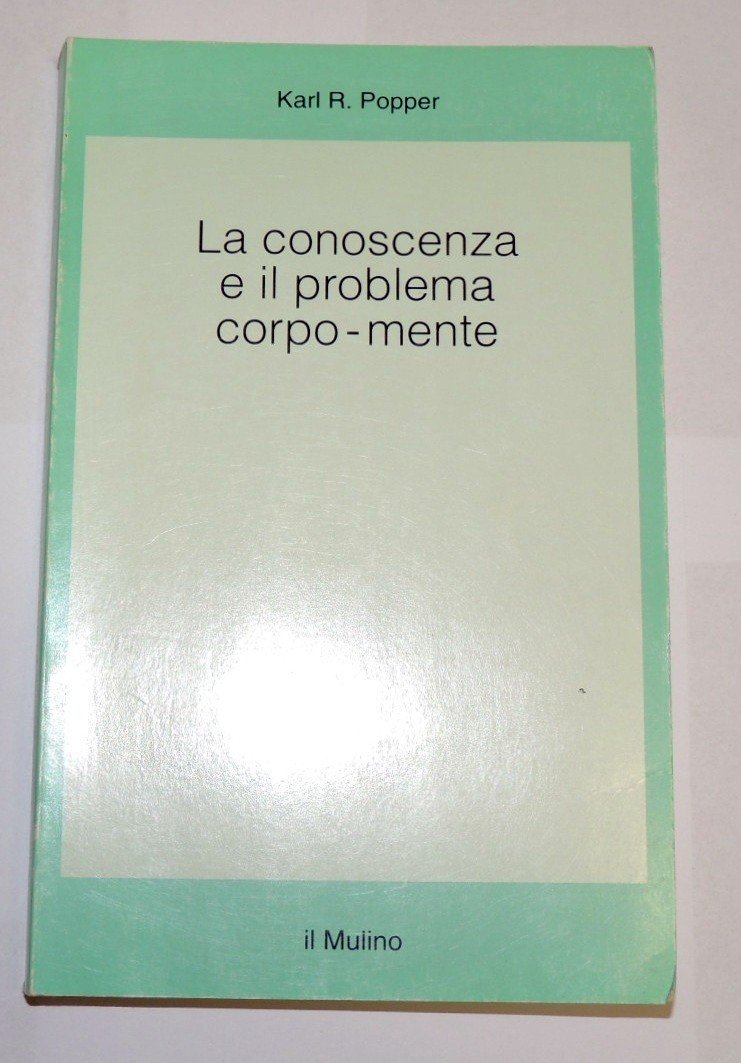 Karl R. Popper
La conoscenza
e il problema
corpo-mente
il Mulino